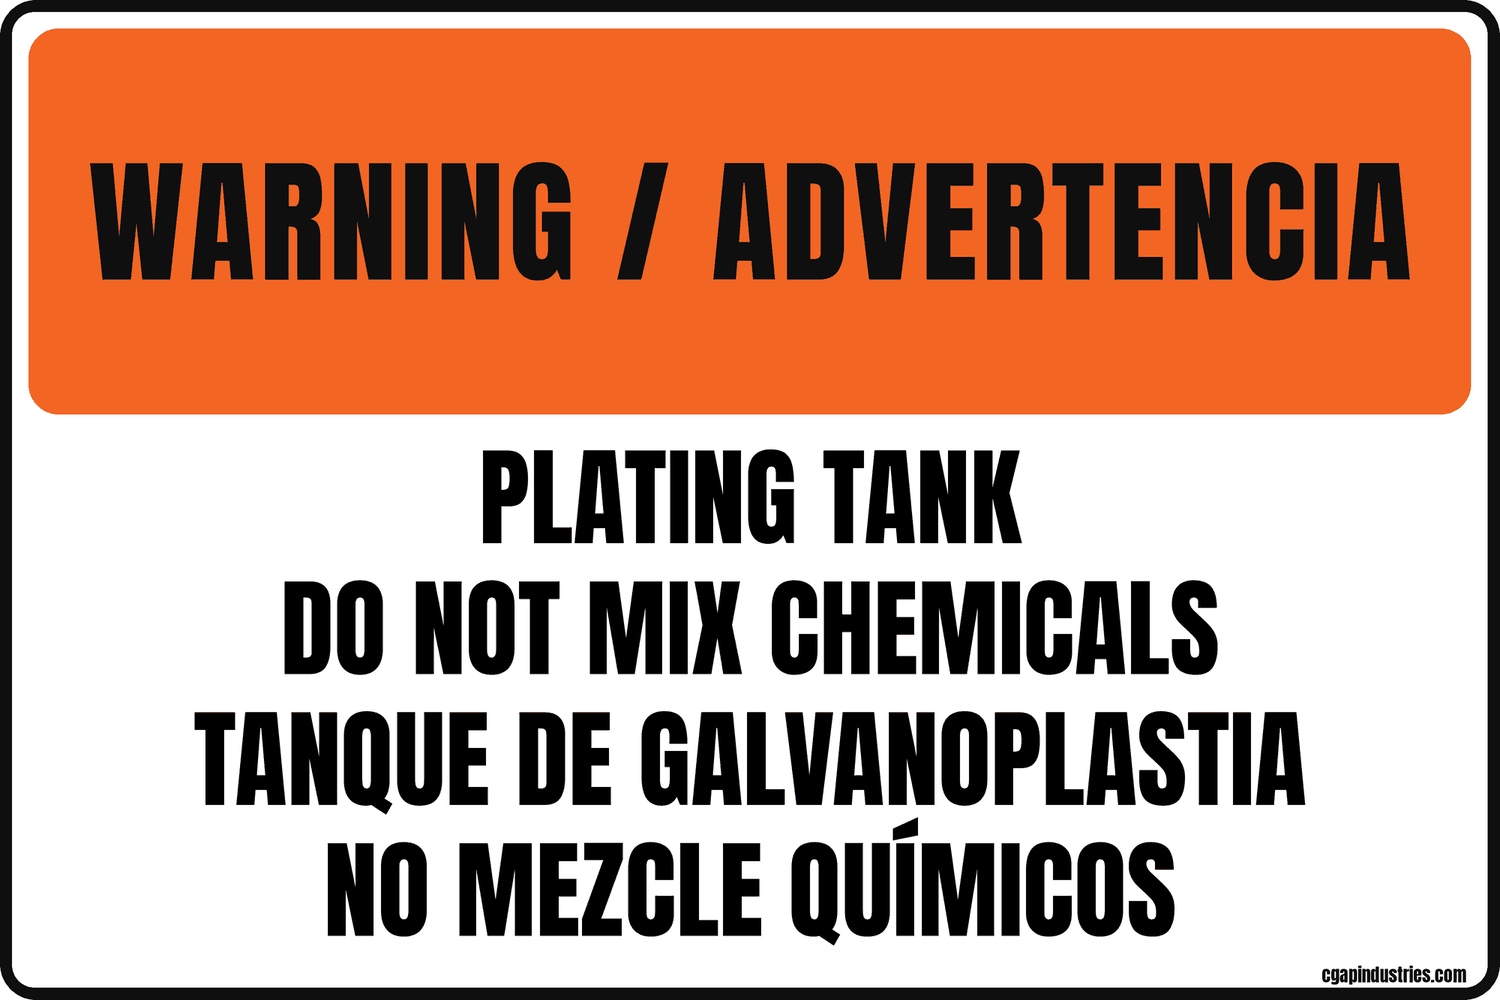 WARNING / ADVERTENCIA
PLATING TANK
DO NOT MIX CHEMICALS
TANQUE DE GALVANOPLASTIA
NO MEZCLE QUÍMICOS
cgapindustries.com